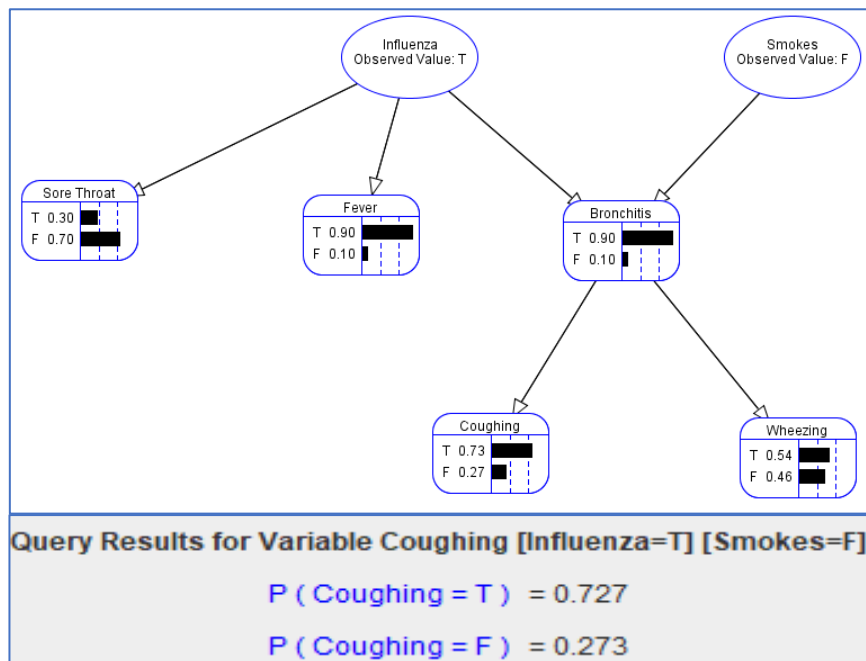 Influenza
Observed Value: T
Smokes
Observed Value: F
Sore Throat
T 0.30
F 0.70
Fever
T 0.90
F 0.10
Bronchitis
T 0.90
F 0.10
Coughing
T 0.73
F 0.27
Wheezing
T 0.54
F 0.46
Query Results for Variable Coughing [Influenza=T] [Smokes=F]
P ( Coughing = T ) = 0.727
P ( Coughing = F ) = 0.273